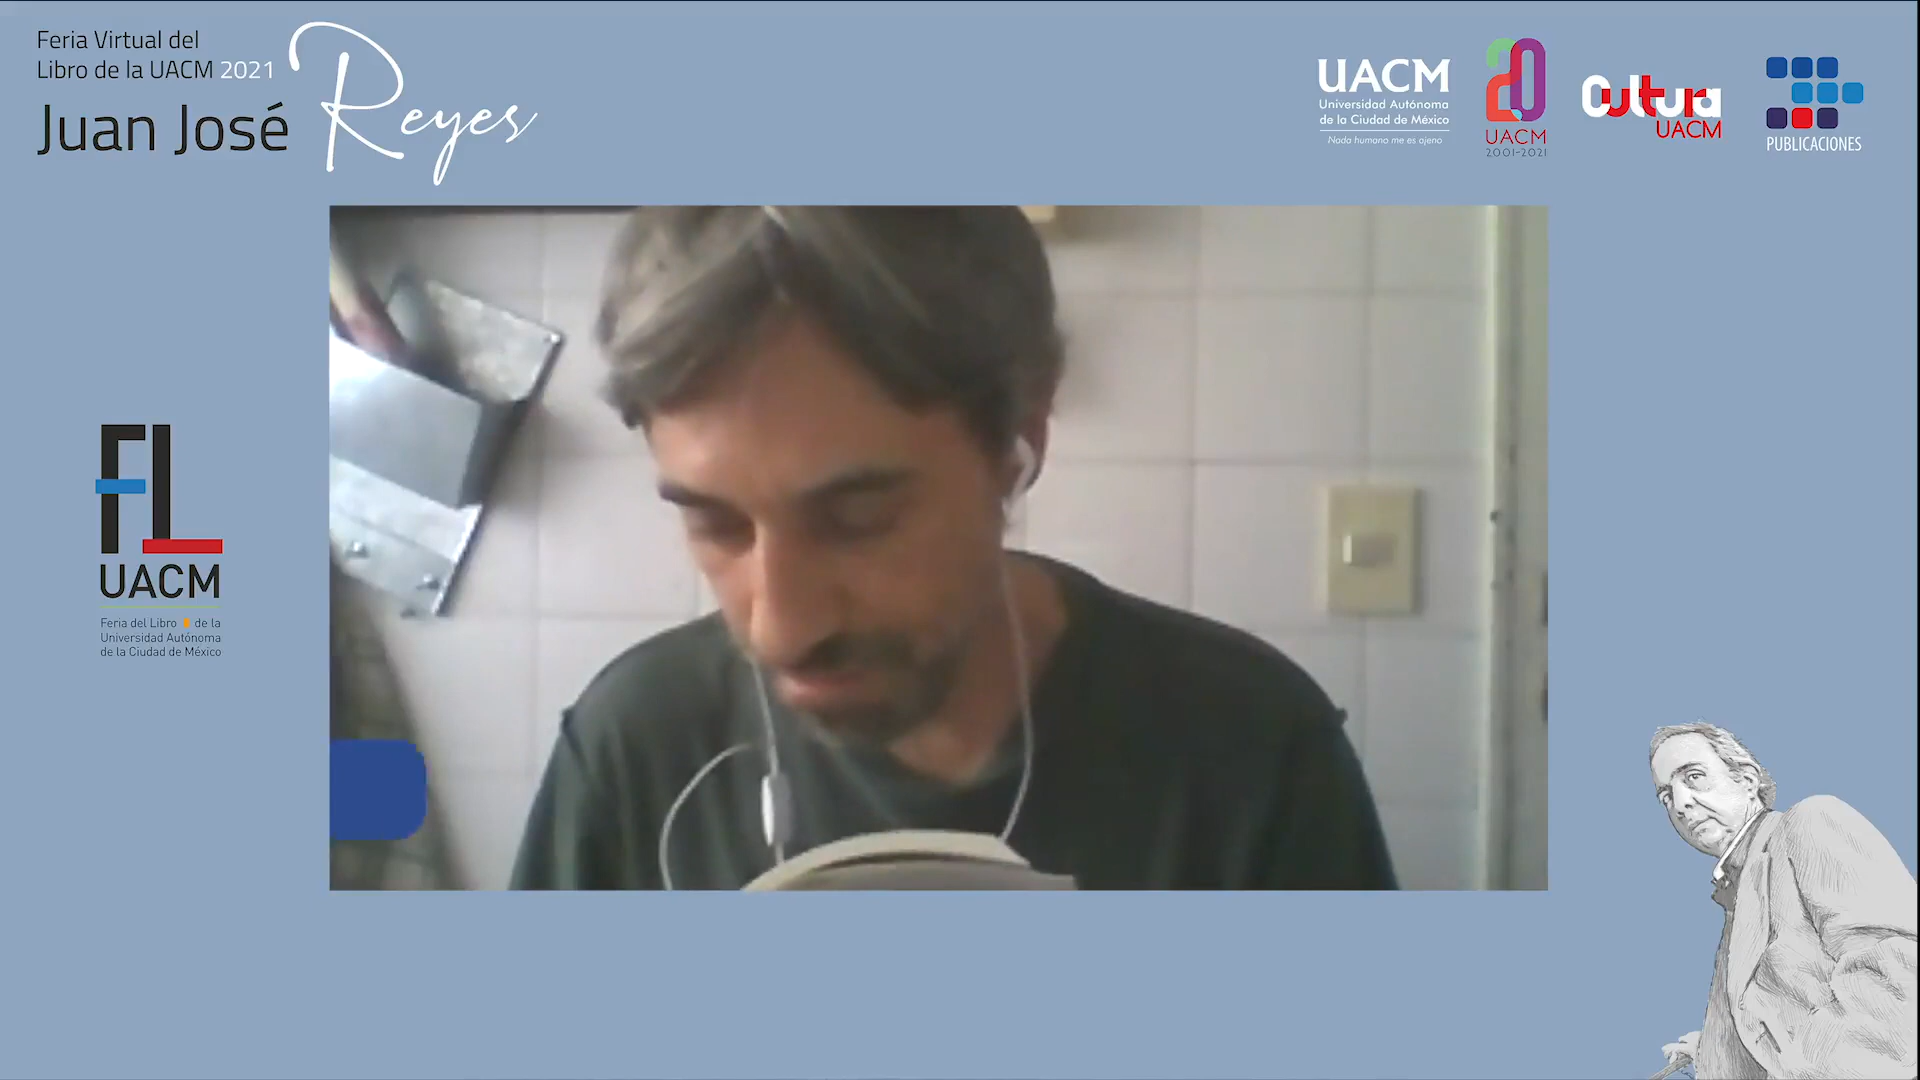 Feria Virtual del
Libro de la UACM 2021
Juan José Reyes
UACM
Universidad Autónoma
de la Ciudad de México
Nada humano me es ajeno
20
UACM
2001-2021
Cultura
UACM
PUBLICACIONES
FL
UACM
Feria del Libro de la
Universidad Autónoma
de la Ciudad de México